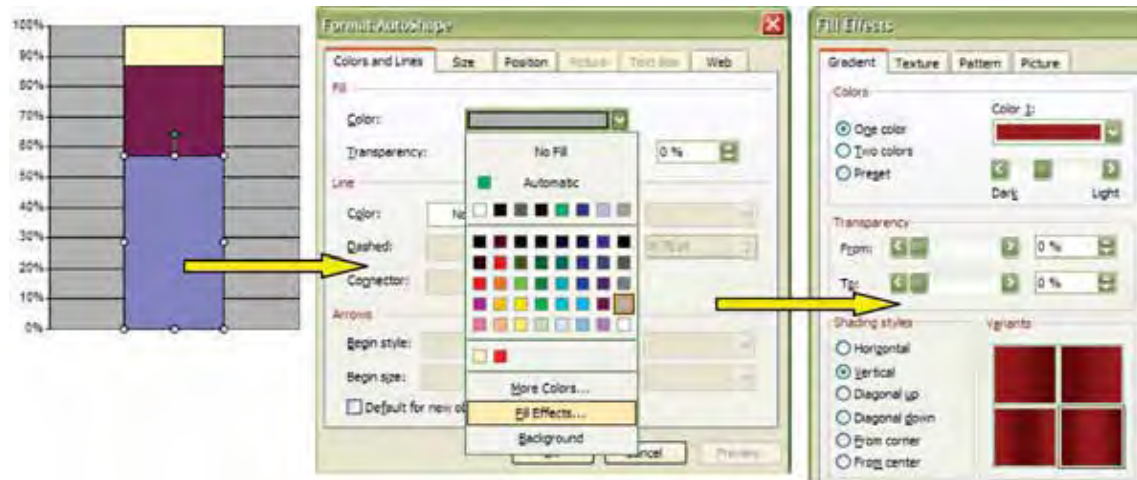 100%
90%
80%
70%
60%
50%
40%
30%
20%
10%
0%
Format AutoShape
Colors and Lines Size Position Picture Text Box Web
Fill
Color:
Transparency: 0 %
No Fill
Automatic
Line
Color: No
Dashed:
Connector:
Arrows
Begin style:
Begin size:
More Colors...
Default for new ob
Fill Effects...
Background
Cancel Preview
Fill Effects
Gradient Texture Pattern Picture
Colors
Color 1:
One color
Two colors
Preset
Dark Light
Transparency
From: 0 %
To: 0 %
Shading styles Variants
Horizontal
Vertical
Diagonal up
Diagonal down
From corner
From center